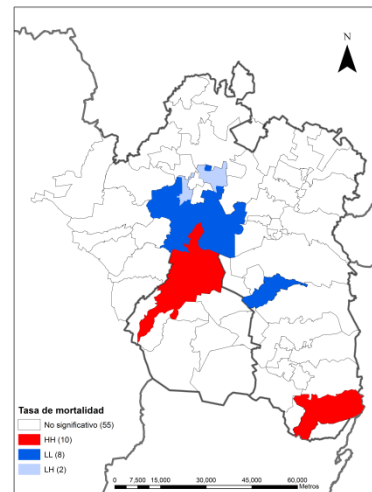 N
Tasa de mortalidad
No significativo (55)
HH (10)
LL (8)
LH (2)
0 7,500 15,000 30,000 45,000 60,000
Metros